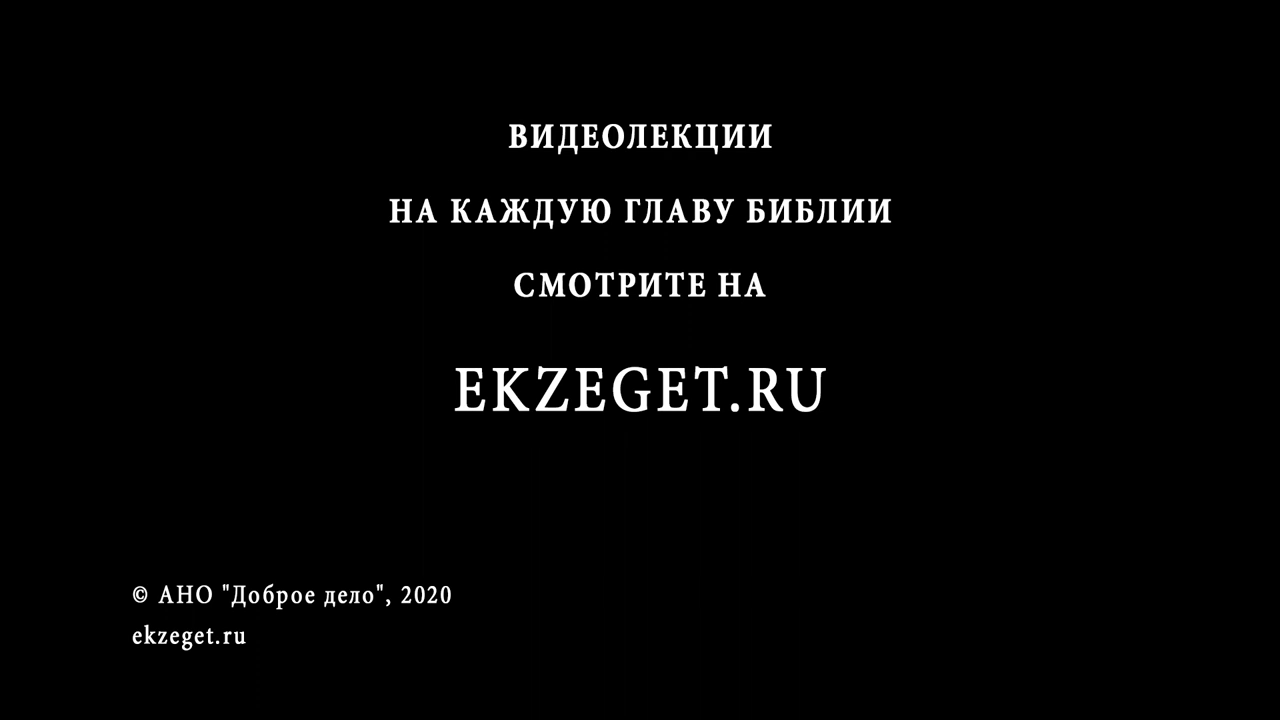 ВИДЕОЛЕКЦИИ
НА КАЖДУЮ ГЛАВУ БИБЛИИ
СМОТРИТЕ НА
EKZEGET.RU
© АНО "Доброе дело", 2020
ekzeget.ru